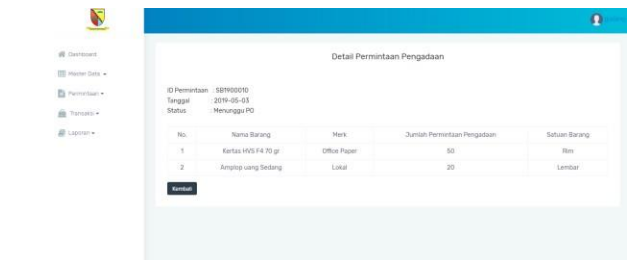 Dashboard
Master Data
Permintaan
Transaksi
Laporan
Detail Permintaan Pengadaan
ID Permintaan : SB1900010
Tanggal : 2019-05-03
Status : Menunggu PO
No. Nama Barang Merk Jumlah Permintaan Pengadaan Satuan Barang
1 Kertas HVS F4 70 gr Office Paper 50 Rim
2 Amplop uang Sedang Lokal 20 Lembar
Kembali